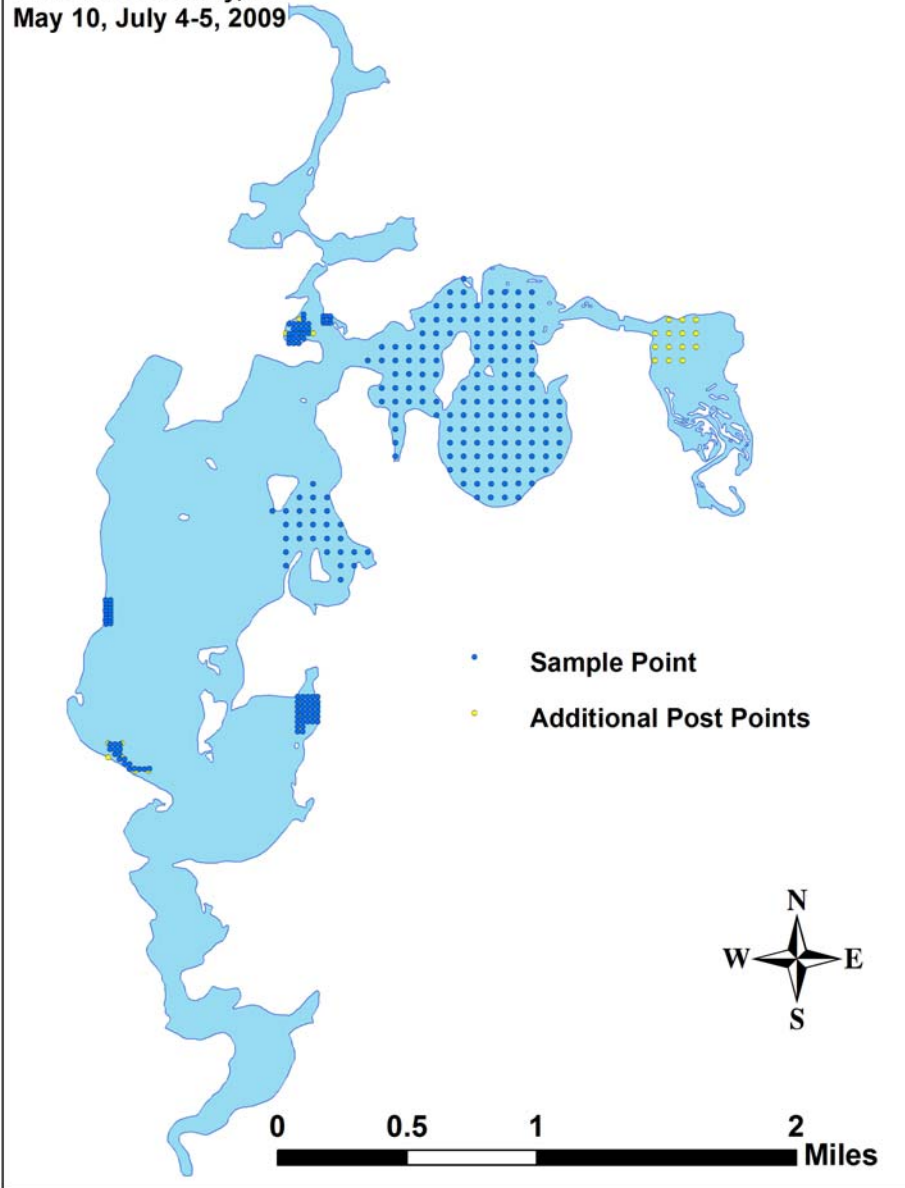 May 10, July 4-5, 2009
Sample Point
Additional Post Points
N
W E
S
0 0.5 1 2
Miles